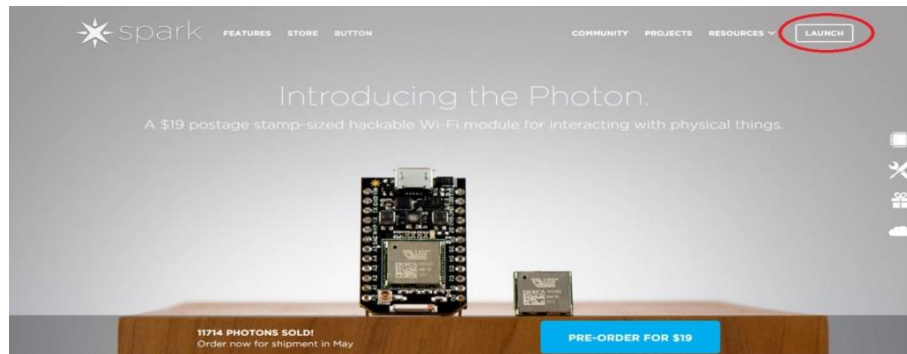 spark FEATURES STORE BUTTON COMMUNITY PROJECTS RESOURCES LAUNCH
Introducing the Photon.
A $19 postage stamp-sized hackable Wi-Fi module for interacting with physical things.
11714 PHOTONS SOLD!
Order now for shipment in May
PRE-ORDER FOR $19